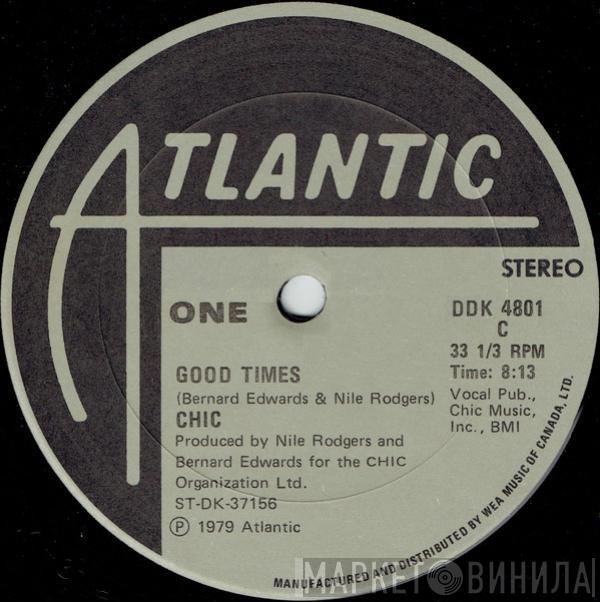 ATLANTIC
STEREO
ONE
DDK 4801
C
33 1/3 RPM
Time: 8:13
Vocal Pub.,
Chic Music,
Inc., BMI
GOOD TIMES
(Bernard Edwards & Nile Rodgers)
CHIC
Produced by Nile Rodgers and
Bernard Edwards for the CHIC
Organization Ltd.
ST-DK-37156
Ⓟ 1979 Atlantic
MANUFACTURED AND DISTRIBUTED BY WEA MUSIC OF CANADA, LTD.
МАРКЕТ ВИНИЛА